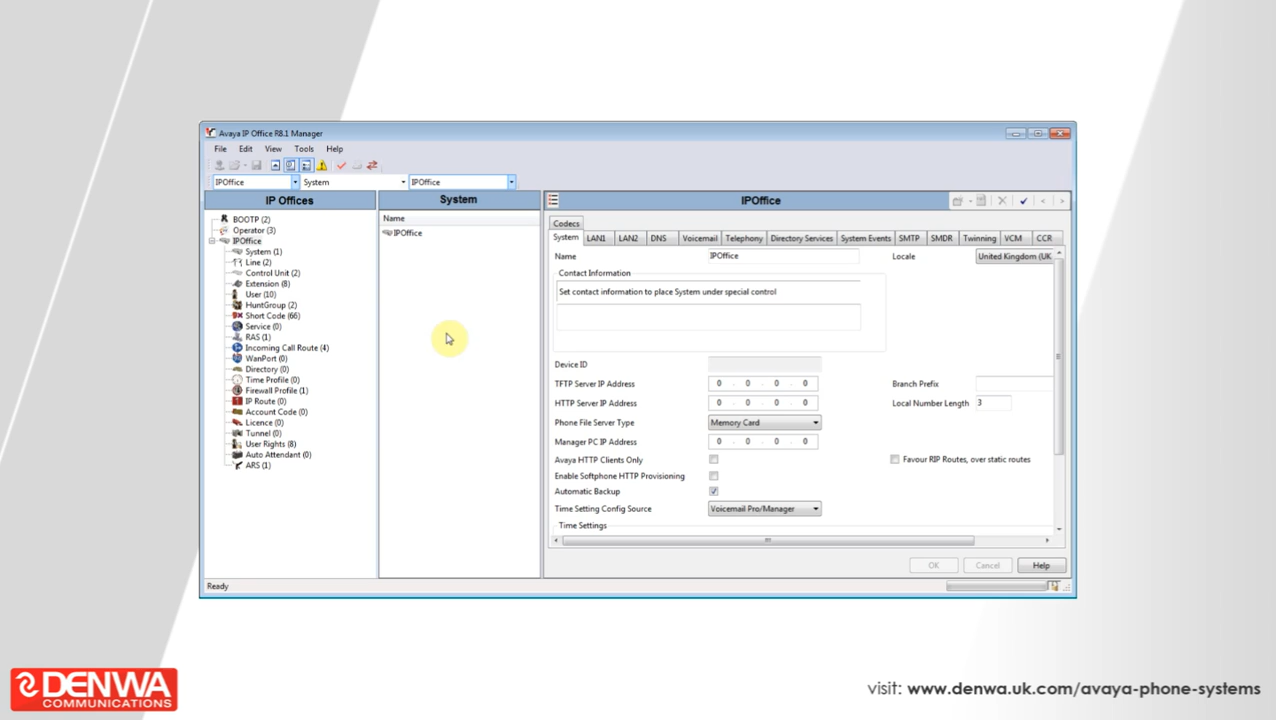 Avaya IP Office R8.1 Manager
File Edit View Tools Help
IPOffice System IPOffice
IP Offices
BOOTP (2)
Operator (3)
IPOffice
System (1)
Line (2)
Control Unit (2)
Extension (8)
User (10)
HuntGroup (2)
Short Code (66)
Service (0)
RAS (1)
Incoming Call Route (4)
WanPort (0)
Directory (0)
Time Profile (0)
Firewall Profile (1)
IP Route (0)
Account Code (0)
Licence (0)
Tunnel (0)
User Rights (8)
Auto Attendant (0)
ARS (1)
System
Name
IPOffice
IPOffice
Codecs
System LAN1 LAN2 DNS Voicemail Telephony Directory Services System Events SMTP SMDR Twinning VCM CCR
Name IPOffice Locale United Kingdom (UK
Contact Information
Set contact information to place System under special control
Device ID
TFTP Server IP Address 0 . 0 . 0 . 0 Branch Prefix
HTTP Server IP Address 0 . 0 . 0 . 0 Local Number Length 3
Phone File Server Type Memory Card
Manager PC IP Address 0 . 0 . 0 . 0
Avaya HTTP Clients Only Favour RIP Routes, over static routes
Enable Softphone HTTP Provisioning
Automatic Backup
Time Setting Config Source Voicemail Pro/Manager
Time Settings
OK Cancel Help
Ready
DENWA
COMMUNICATIONS
visit: www.denwa.uk.com/avaya-phone-systems